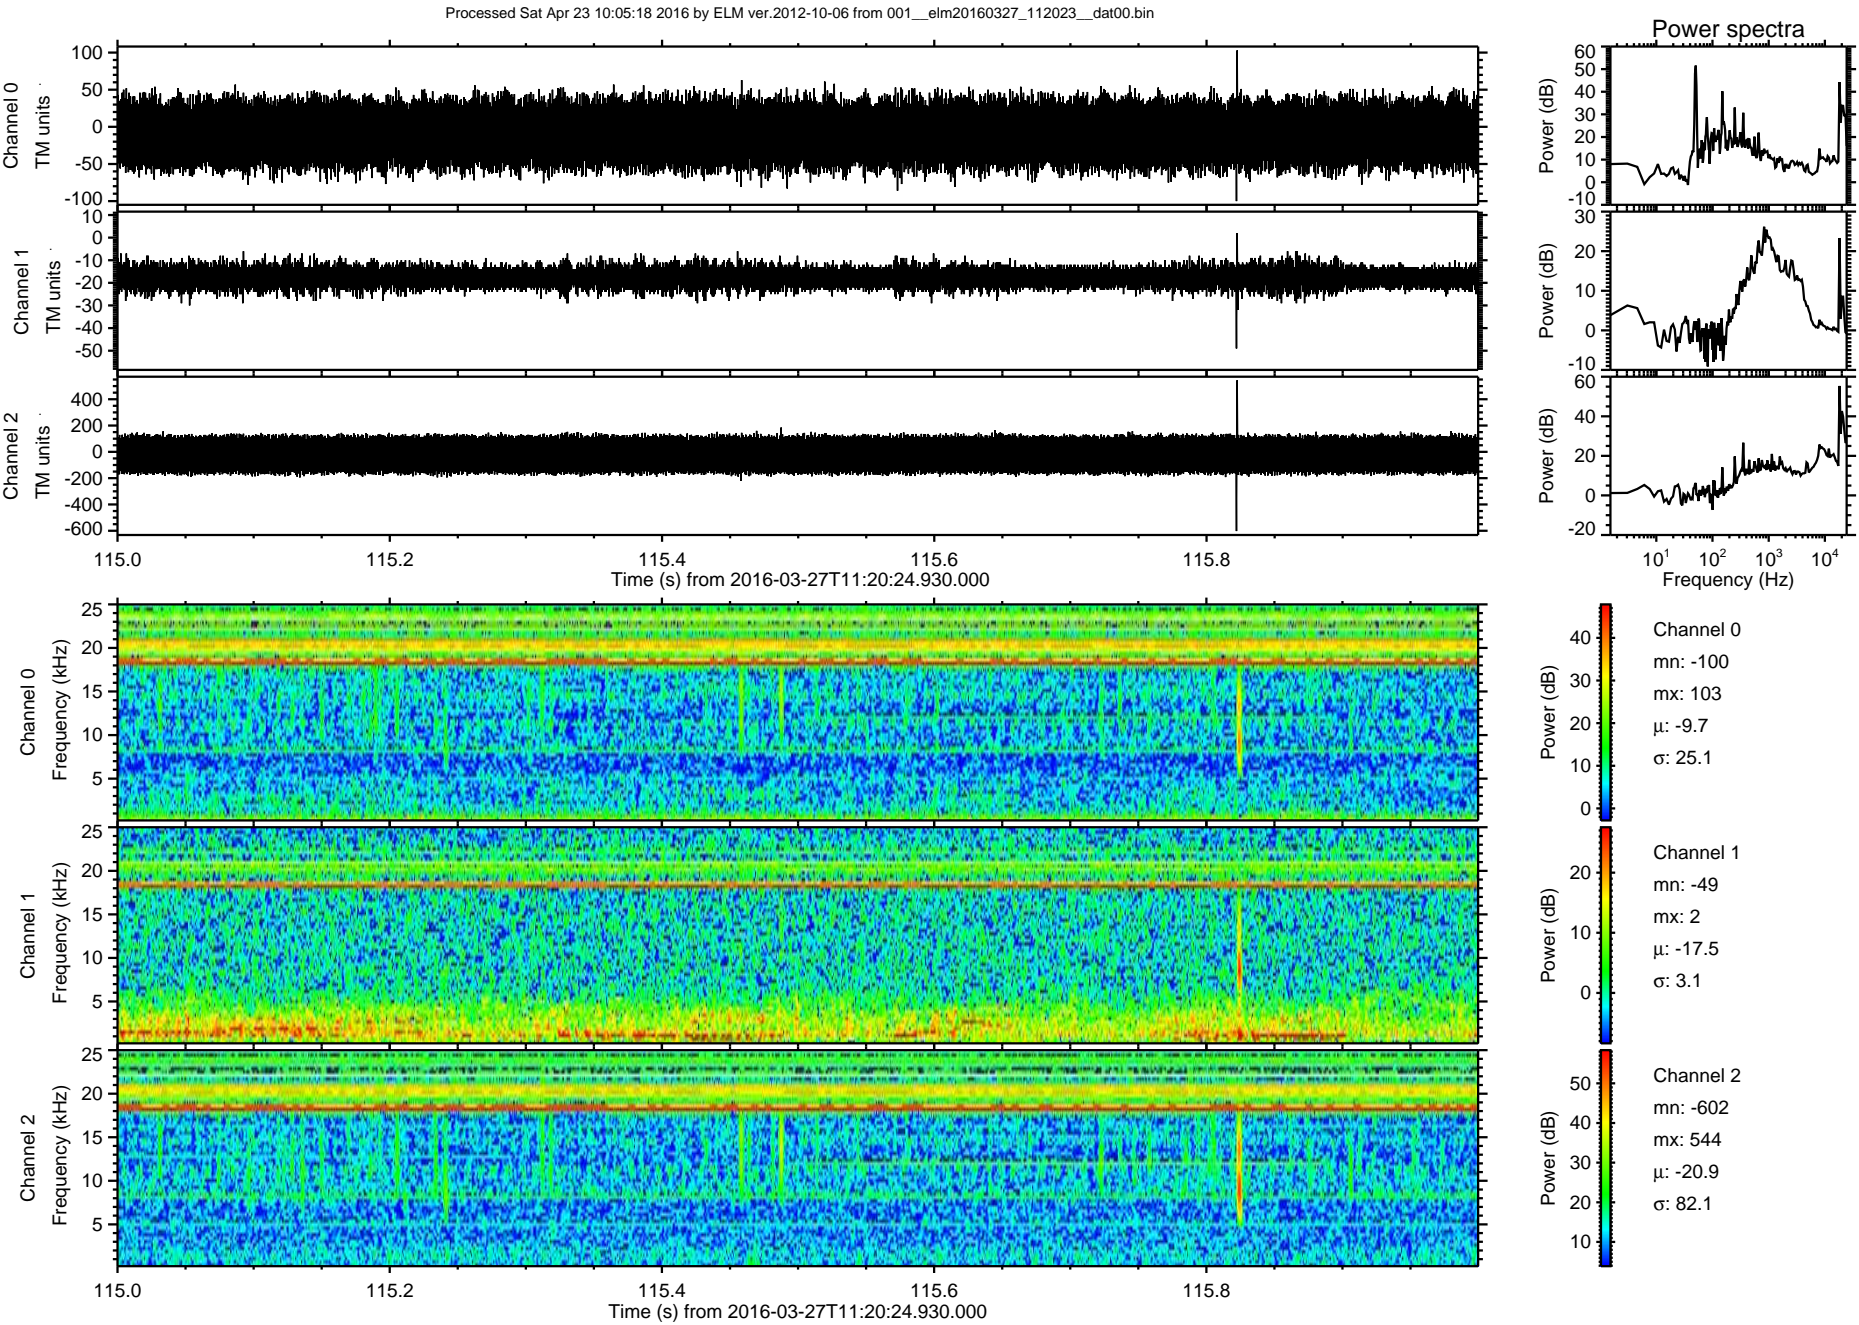 Processed Sat Apr 23 10:05:18 2016 by ELM ver.2012-10-06 from 001__elm20160327_112023__dat00.bin
Power spectra
Channel 0
TM units
100
50
0
-50
-100
Power (dB)
60
50
40
30
20
10
0
-10
Channel 1
TM units
10
0
-10
-20
-30
-40
-50
Power (dB)
30
20
10
0
-10
Channel 2
TM units
400
200
0
-200
-400
-600
Power (dB)
60
40
20
0
-20
115.0
115.2
115.4
115.6
115.8
Time (s) from 2016-03-27T11:20:24.930.000
10¹
10²
10³
10⁴
Frequency (Hz)
Channel 0
Frequency (kHz)
25
20
15
10
5
Power (dB)
40
30
20
10
0
Channel 0
mn: -100
mx: 103
μ: -9.7
σ: 25.1
Channel 1
Frequency (kHz)
25
20
15
10
5
Power (dB)
20
10
0
Channel 1
mn: -49
mx: 2
μ: -17.5
σ: 3.1
Channel 2
Frequency (kHz)
25
20
15
10
5
Power (dB)
50
40
30
20
10
Channel 2
mn: -602
mx: 544
μ: -20.9
σ: 82.1
115.0
115.2
115.4
115.6
115.8
Time (s) from 2016-03-27T11:20:24.930.000